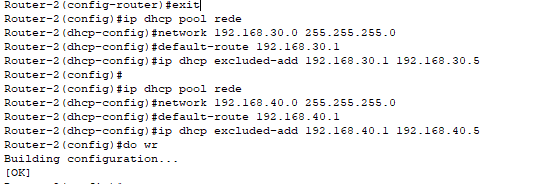 Router-2(config-router)#exit
Router-2(config)#ip dhcp pool rede
Router-2(dhcp-config)#network 192.168.30.0 255.255.255.0
Router-2(dhcp-config)#default-route 192.168.30.1
Router-2(dhcp-config)#ip dhcp excluded-add 192.168.30.1 192.168.30.5
Router-2(config)#
Router-2(config)#ip dhcp pool rede
Router-2(dhcp-config)#network 192.168.40.0 255.255.255.0
Router-2(dhcp-config)#default-route 192.168.40.1
Router-2(dhcp-config)#ip dhcp excluded-add 192.168.40.1 192.168.40.5
Router-2(config)#do wr
Building configuration...
[OK]